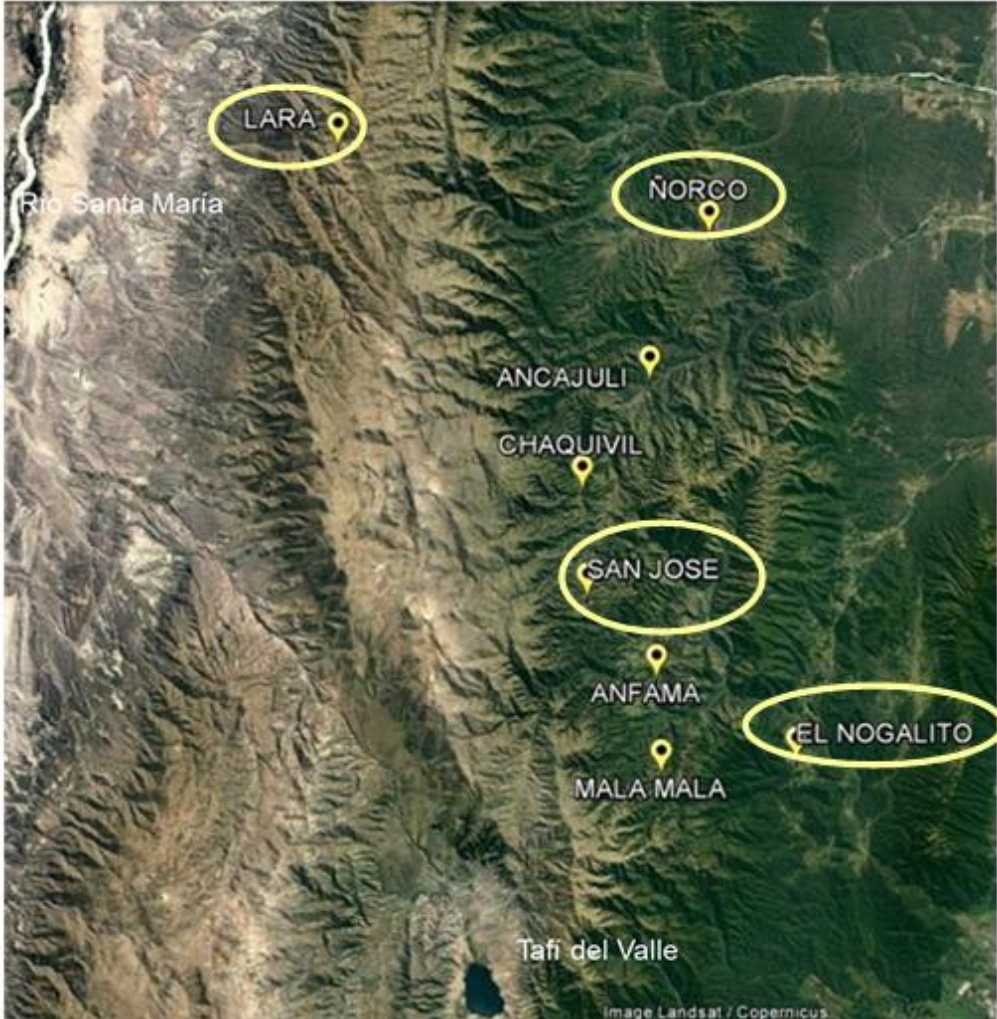 LARA
ÑORCO
Río Santa María
ANCAJULI
CHAQUIVIL
SAN JOSE
ANFAMA
EL NOGALITO
MALA MALA
Tafí del Valle
Image Landsat / Copernicus